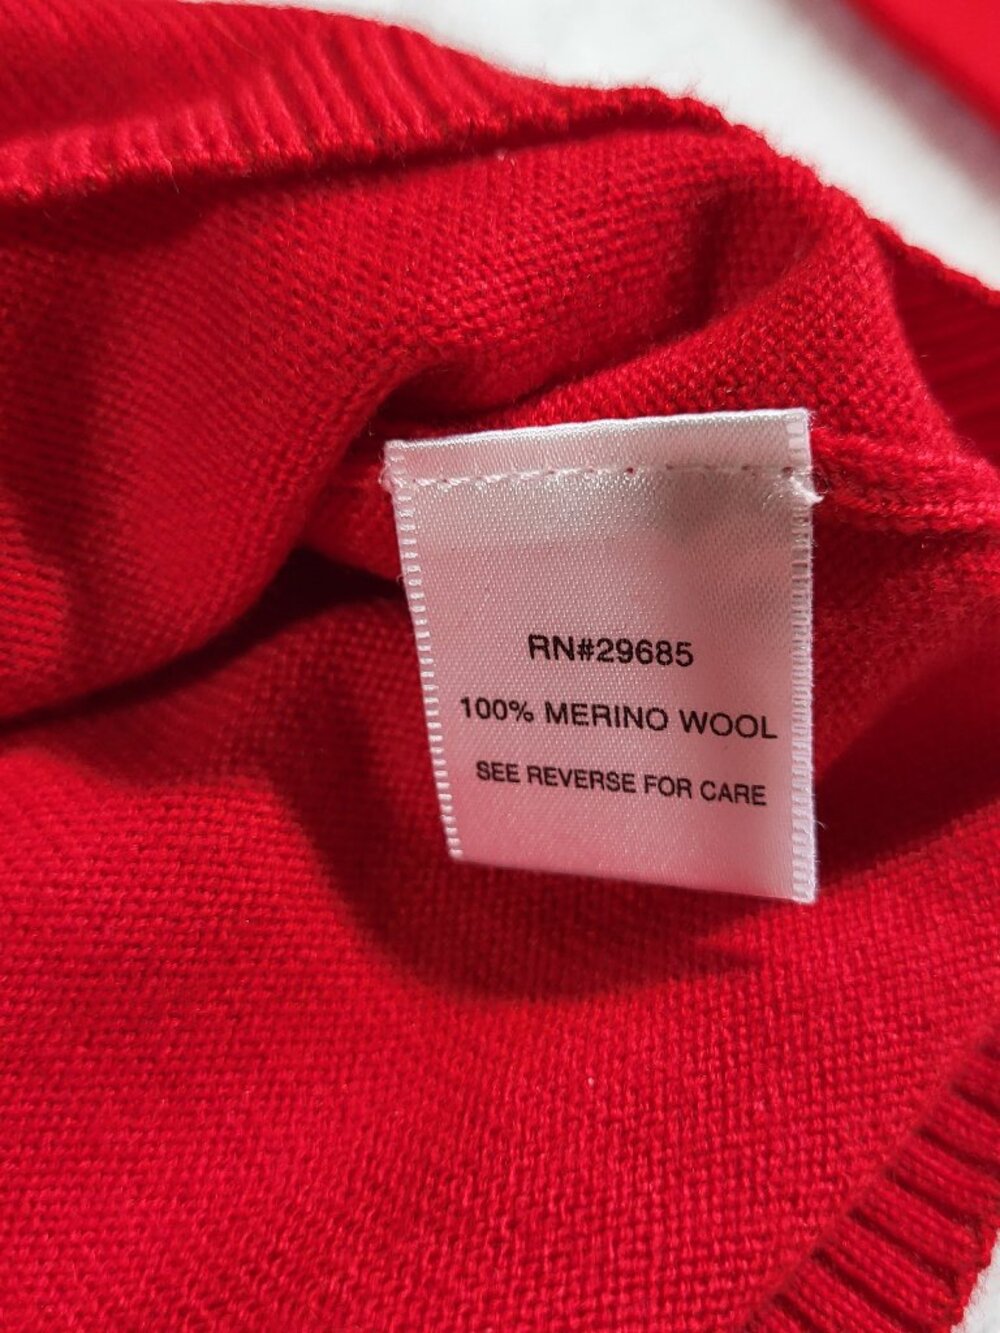 RN#29685
100% MERINO WOOL
SEE REVERSE FOR CARE